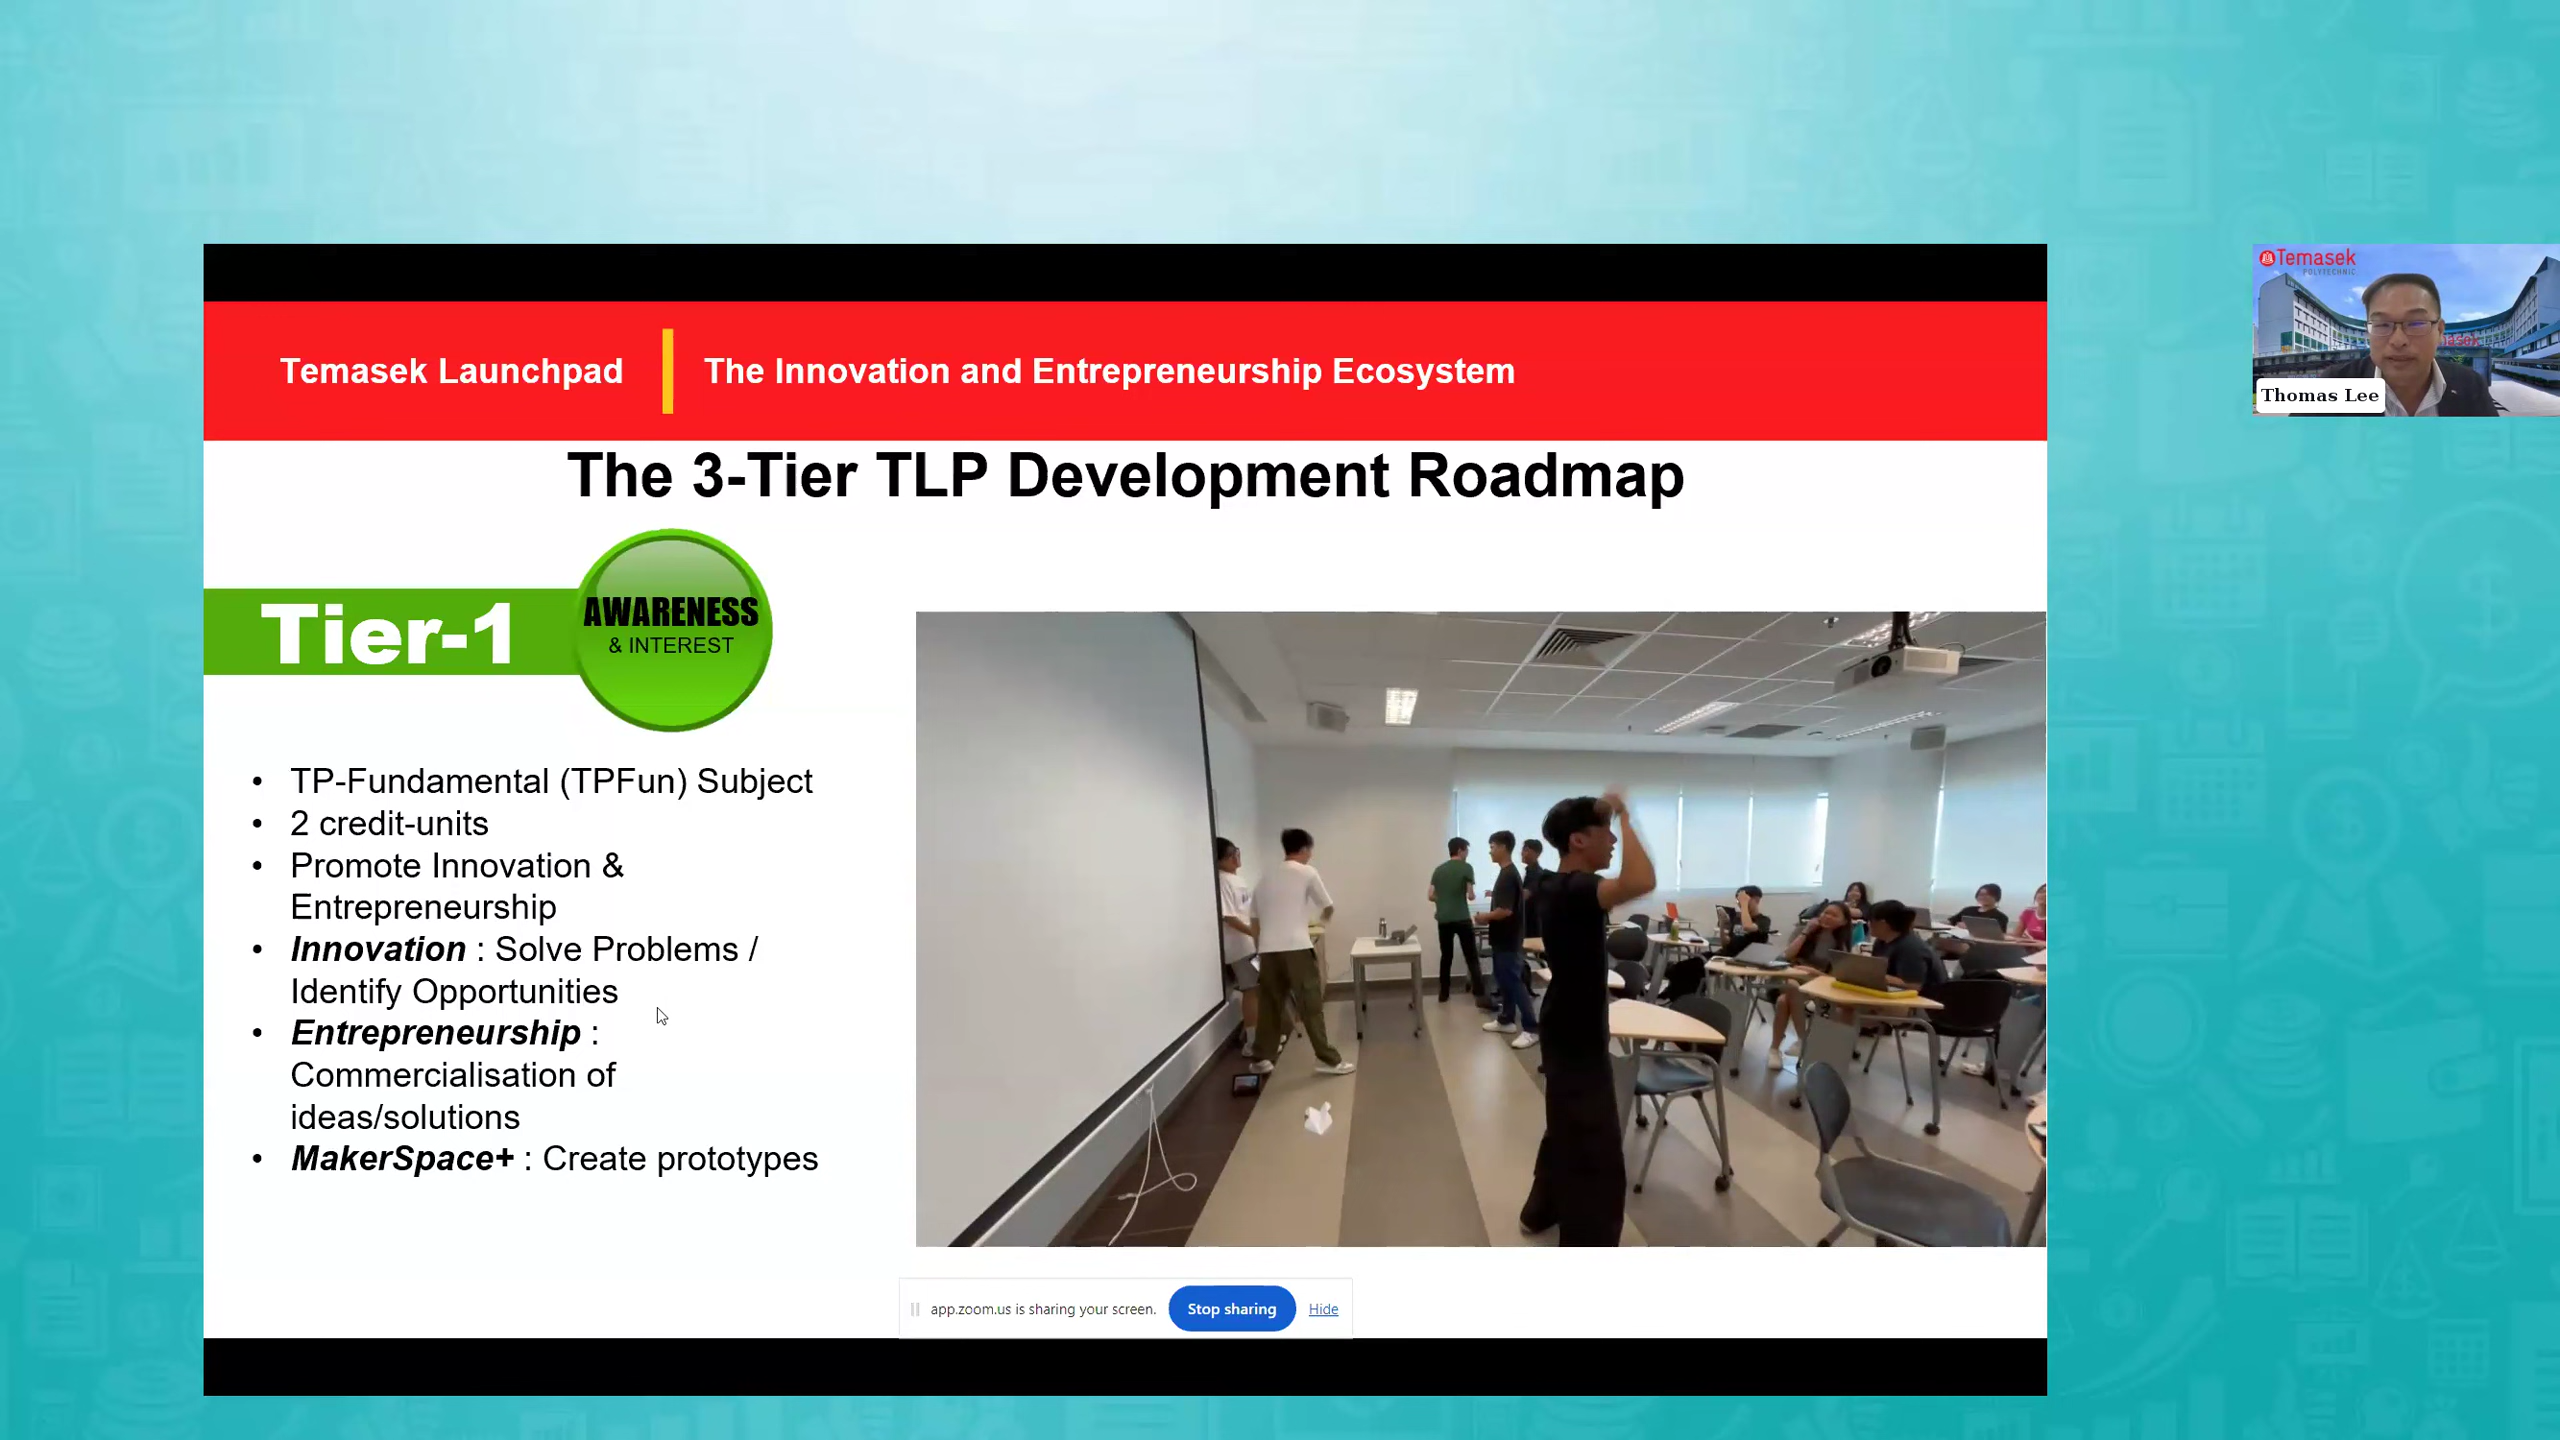 Temasek
POLYTECHNIC
Thomas Lee
Temasek Launchpad
The Innovation and Entrepreneurship Ecosystem
The 3-Tier TLP Development Roadmap
Tier-1
AWARENESS
& INTEREST
• TP-Fundamental (TPFun) Subject
• 2 credit-units
• Promote Innovation &
Entrepreneurship
• Innovation : Solve Problems /
Identify Opportunities
• Entrepreneurship :
Commercialisation of
ideas/solutions
• MakerSpace+ : Create prototypes
app.zoom.us is sharing your screen.
Stop sharing
Hide